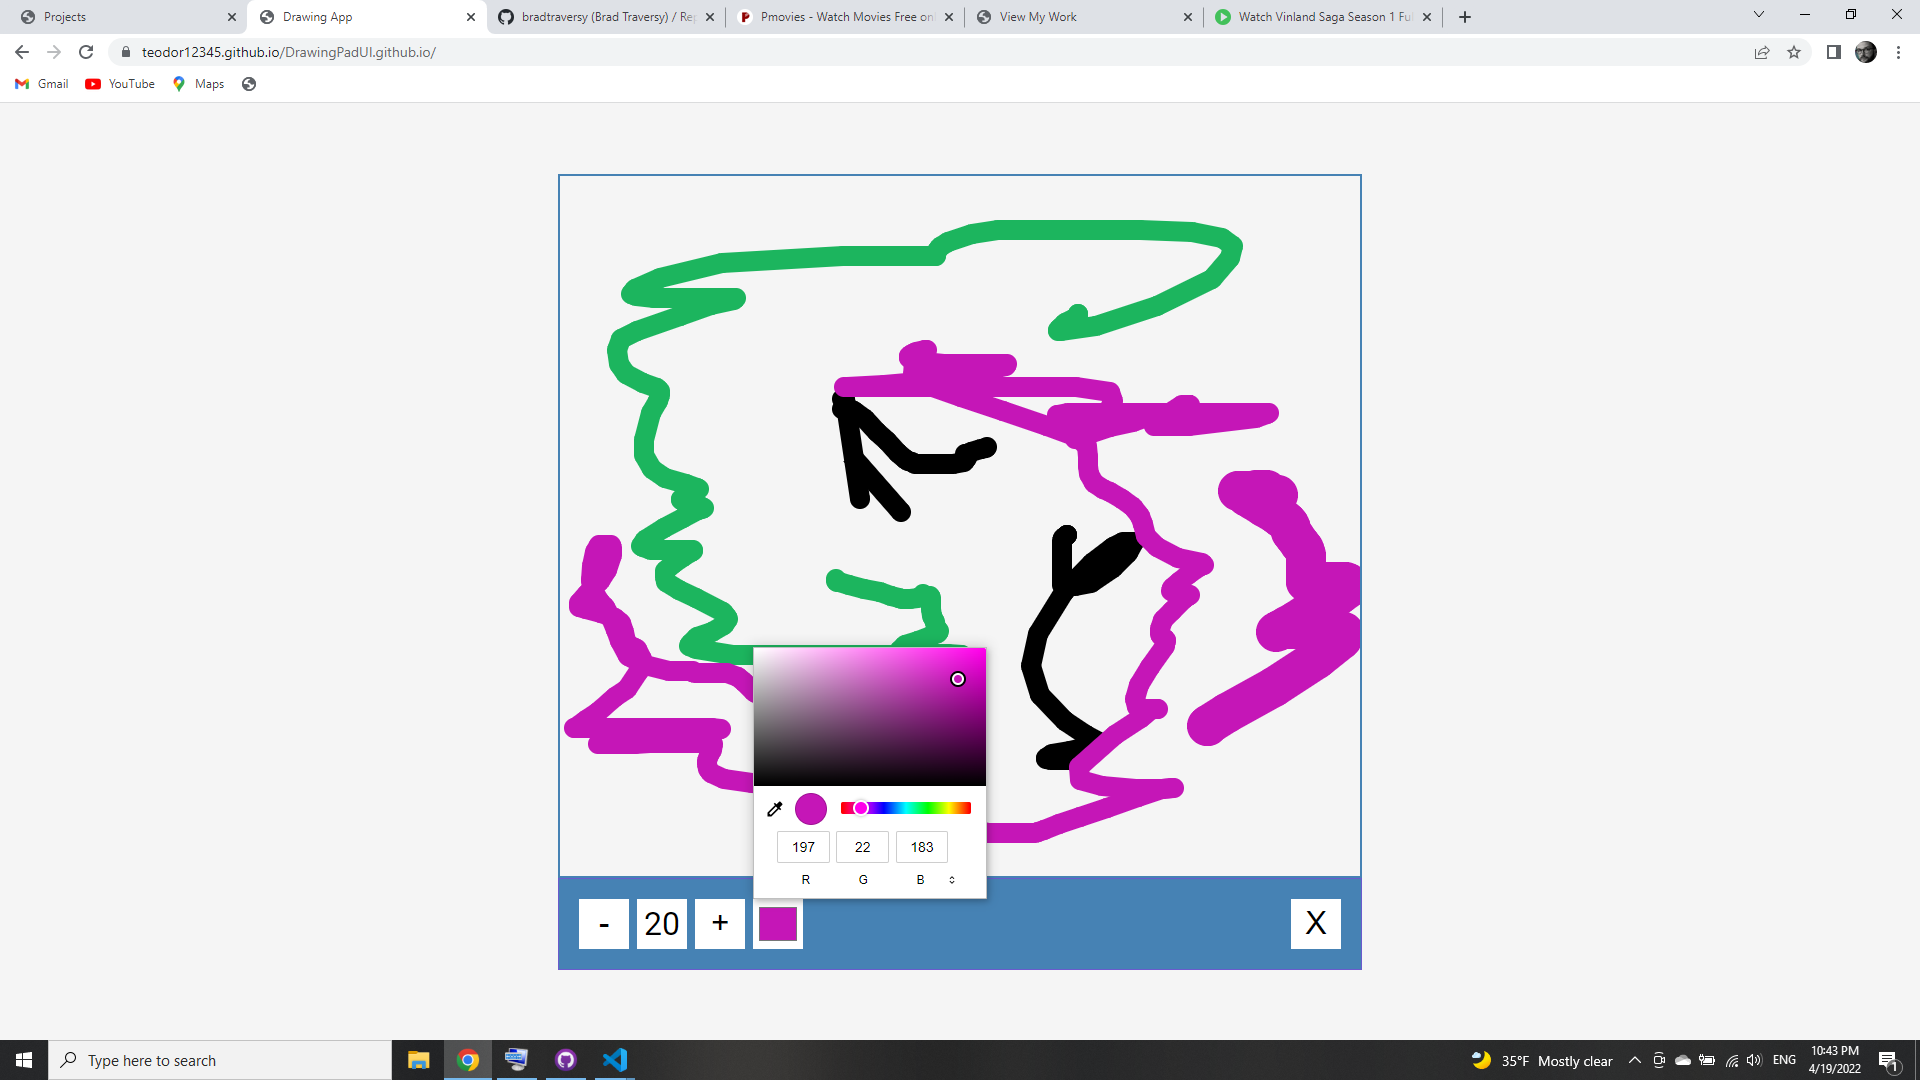 Projects
Drawing App
bradtraversy (Brad Traversy) / Re
Pmovies - Watch Movies Free on
View My Work
Watch Vinland Saga Season 1 Fu
teodor12345.github.io/DrawingPadUI.github.io/
Gmail
YouTube
Maps
197
22
183
R
G
B
-
20
+
X
Type here to search
35°F Mostly clear
ENG
10:43 PM
4/19/2022
1